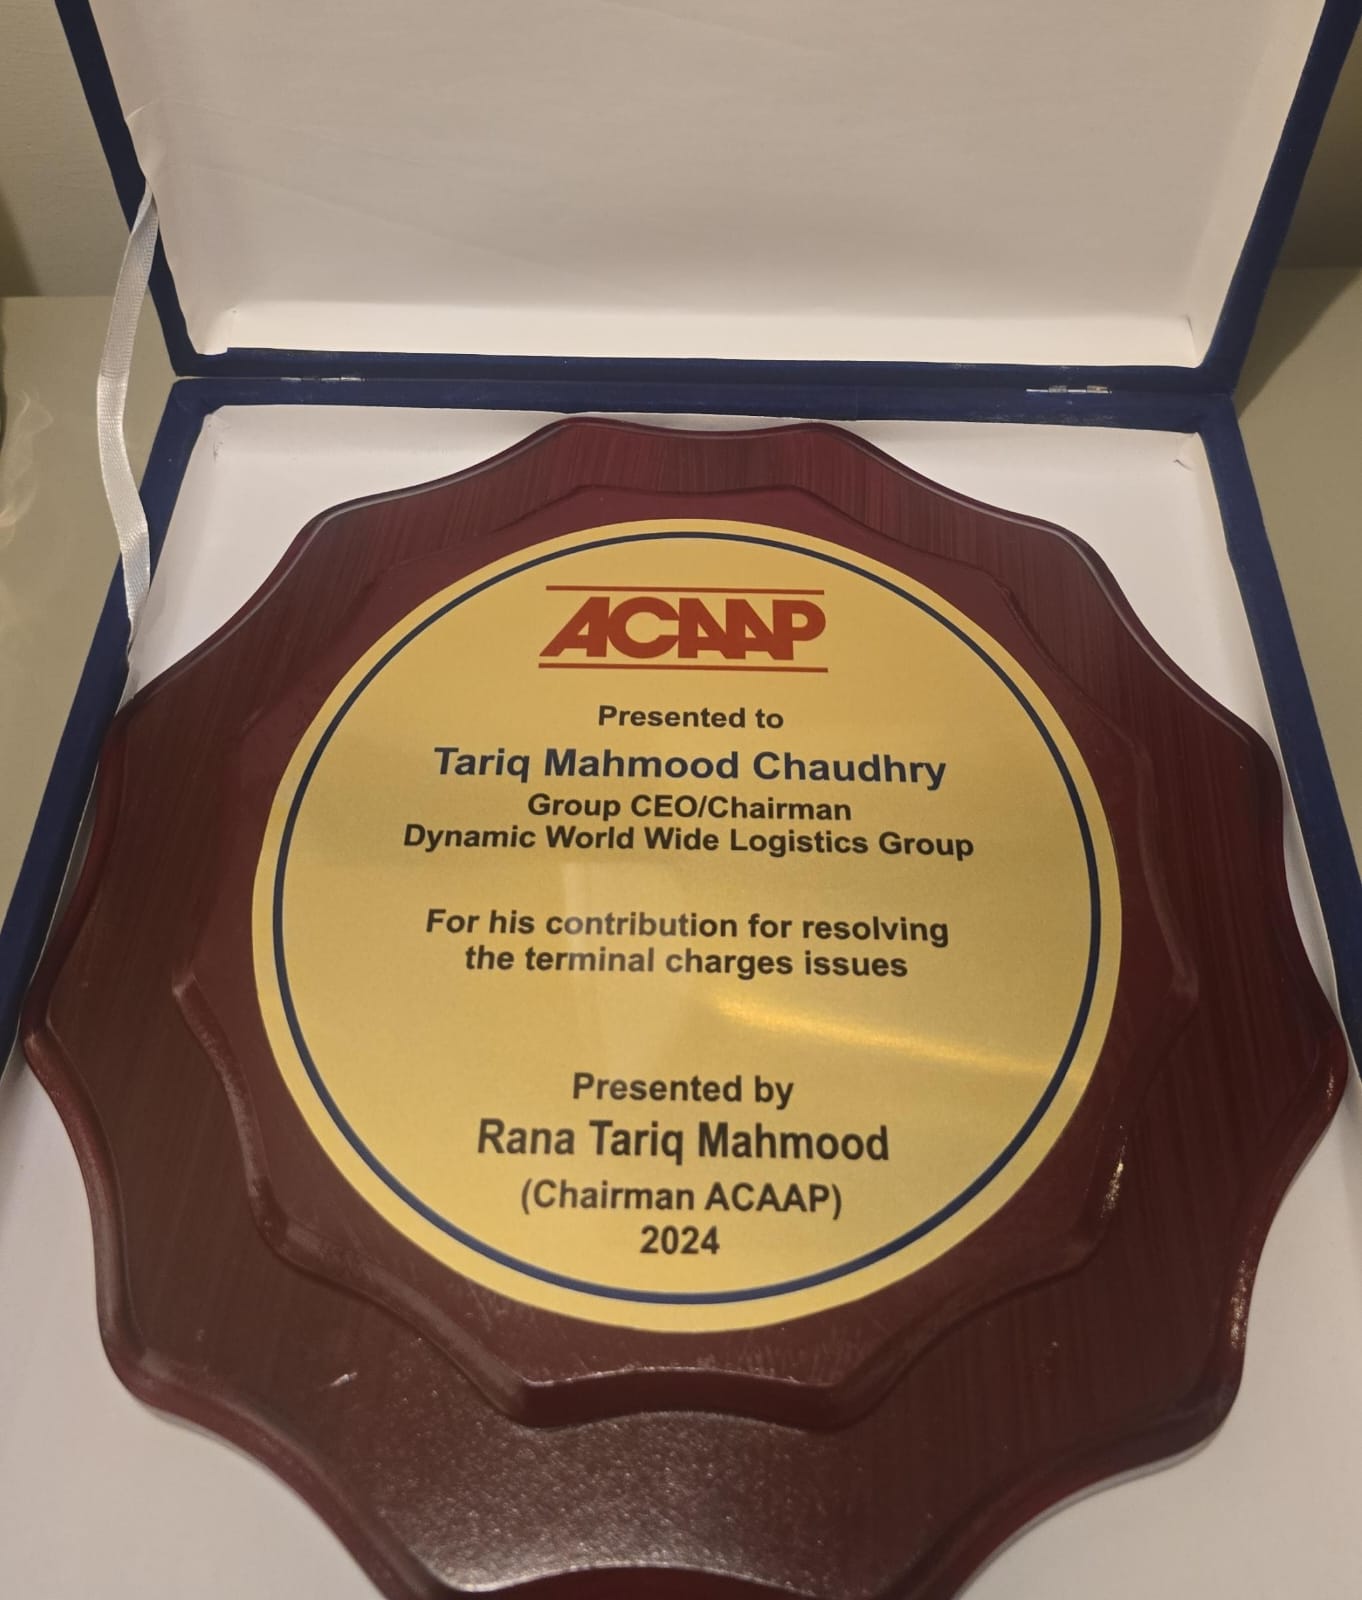 ACAAP
Presented to
Tariq Mahmood Chaudhry
Group CEO/Chairman
Dynamic World Wide Logistics Group
For his contribution for resolving
the terminal charges issues
Presented by
Rana Tariq Mahmood
(Chairman ACAAP)
2024